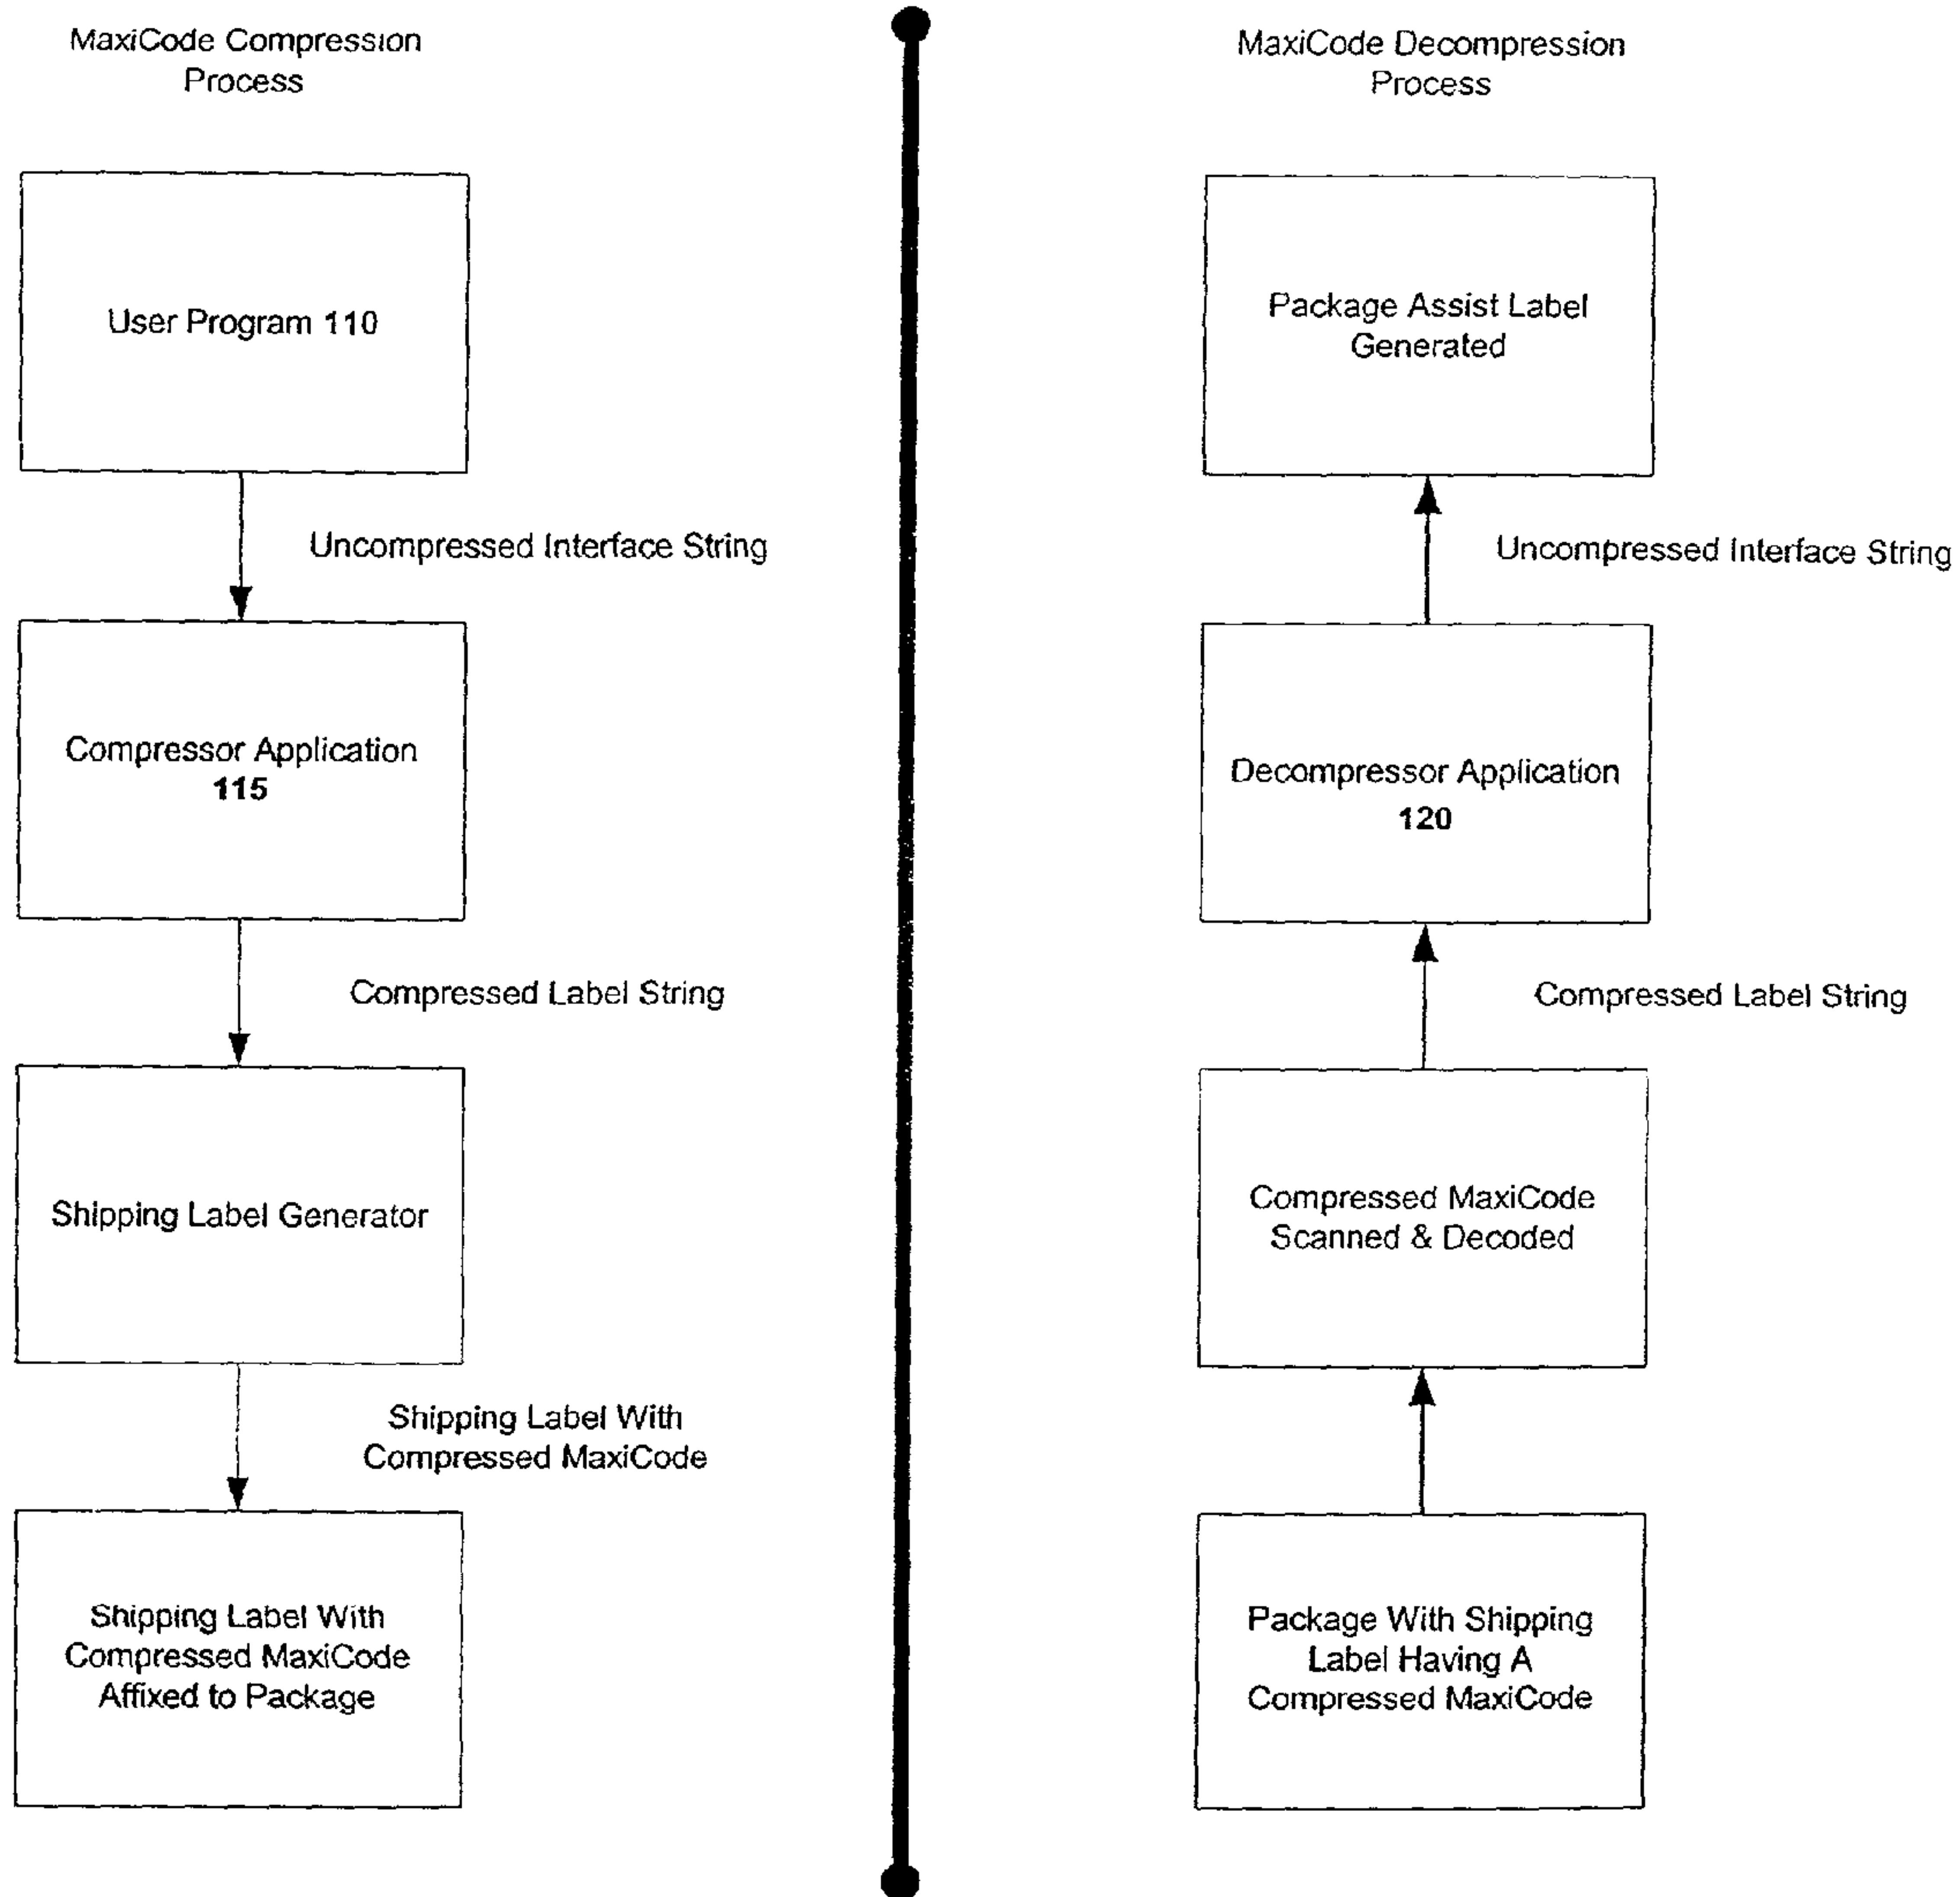 MaxiCode Compression
Process
User Program 110
Uncompressed Interface String
Compressor Application
115
Compressed Label String
Shipping Label Generator
Shipping Label With
Compressed MaxiCode
Shipping Label With
Compressed MaxiCode
Affixed to Package
MaxiCode Decompression
Process
Package Assist Label
Generated
Uncompressed Interface String
Decompressor Application
120
Compressed Label String
Compressed MaxiCode
Scanned & Decoded
Package With Shipping
Label Having A
Compressed MaxiCode